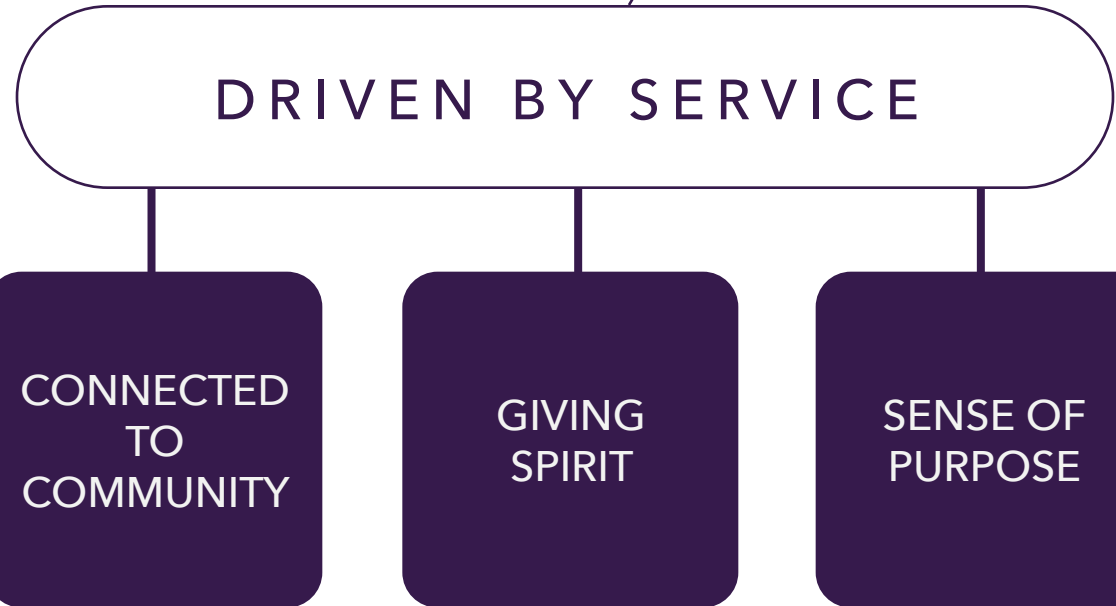 DRIVEN BY SERVICE
CONNECTED
TO
COMMUNITY
GIVING
SPIRIT
SENSE OF
PURPOSE